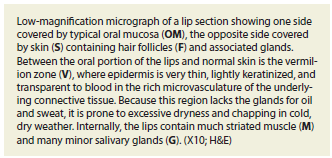 Low-magnification micrograph of a lip section showing one side
covered by typical oral mucosa (OM), the opposite side covered
by skin (S) containing hair follicles (F) and associated glands.
Between the oral portion of the lips and normal skin is the vermil-
ion zone (V), where epidermis is very thin, lightly keratinized, and
transparent to blood in the rich microvasculature of the underly-
ing connective tissue. Because this region lacks the glands for oil
and sweat, it is prone to excessive dryness and chapping in cold,
dry weather. Internally, the lips contain much striated muscle (M)
and many minor salivary glands (G). (X10; H&E)